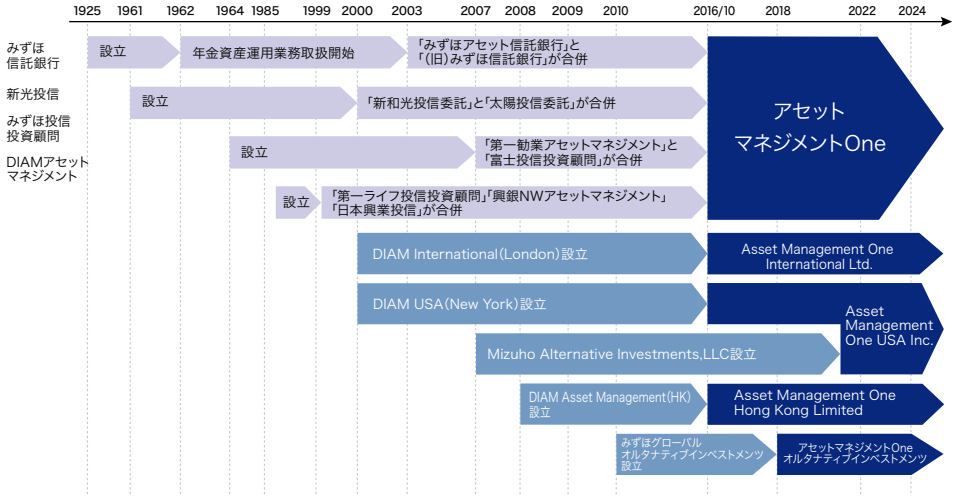 1925 1961 1962 1964 1985 1999 2000 2003 2007 2008 2009 2010 2016/10 2018 2022 2024
みずほ
信託銀行
設立
年金資産運用業務取扱開始
「みずほアセット信託銀行」と
「(旧)みずほ信託銀行」が合併
新光投信
設立
「新和光投信委託」と「太陽投信委託」が合併
みずほ投信
投資顧問
設立
「第一勧業アセットマネジメント」と
「富士投信投資顧問」が合併
DIAMアセット
マネジメント
設立
「第一ライフ投信投資顧問」「興銀NWアセットマネジメント」
「日本興業投信」が合併
アセット
マネジメントOne
DIAM International(London)設立
Asset Management One
International Ltd.
DIAM USA(New York)設立
Mizuho Alternative Investments,LLC設立
Asset
Management
One USA Inc.
DIAM Asset Management(HK)
設立
Asset Management One
Hong Kong Limited
みずほグローバル
オルタナティブインベストメンツ
設立
アセットマネジメントOne
オルタナティブインベストメンツ